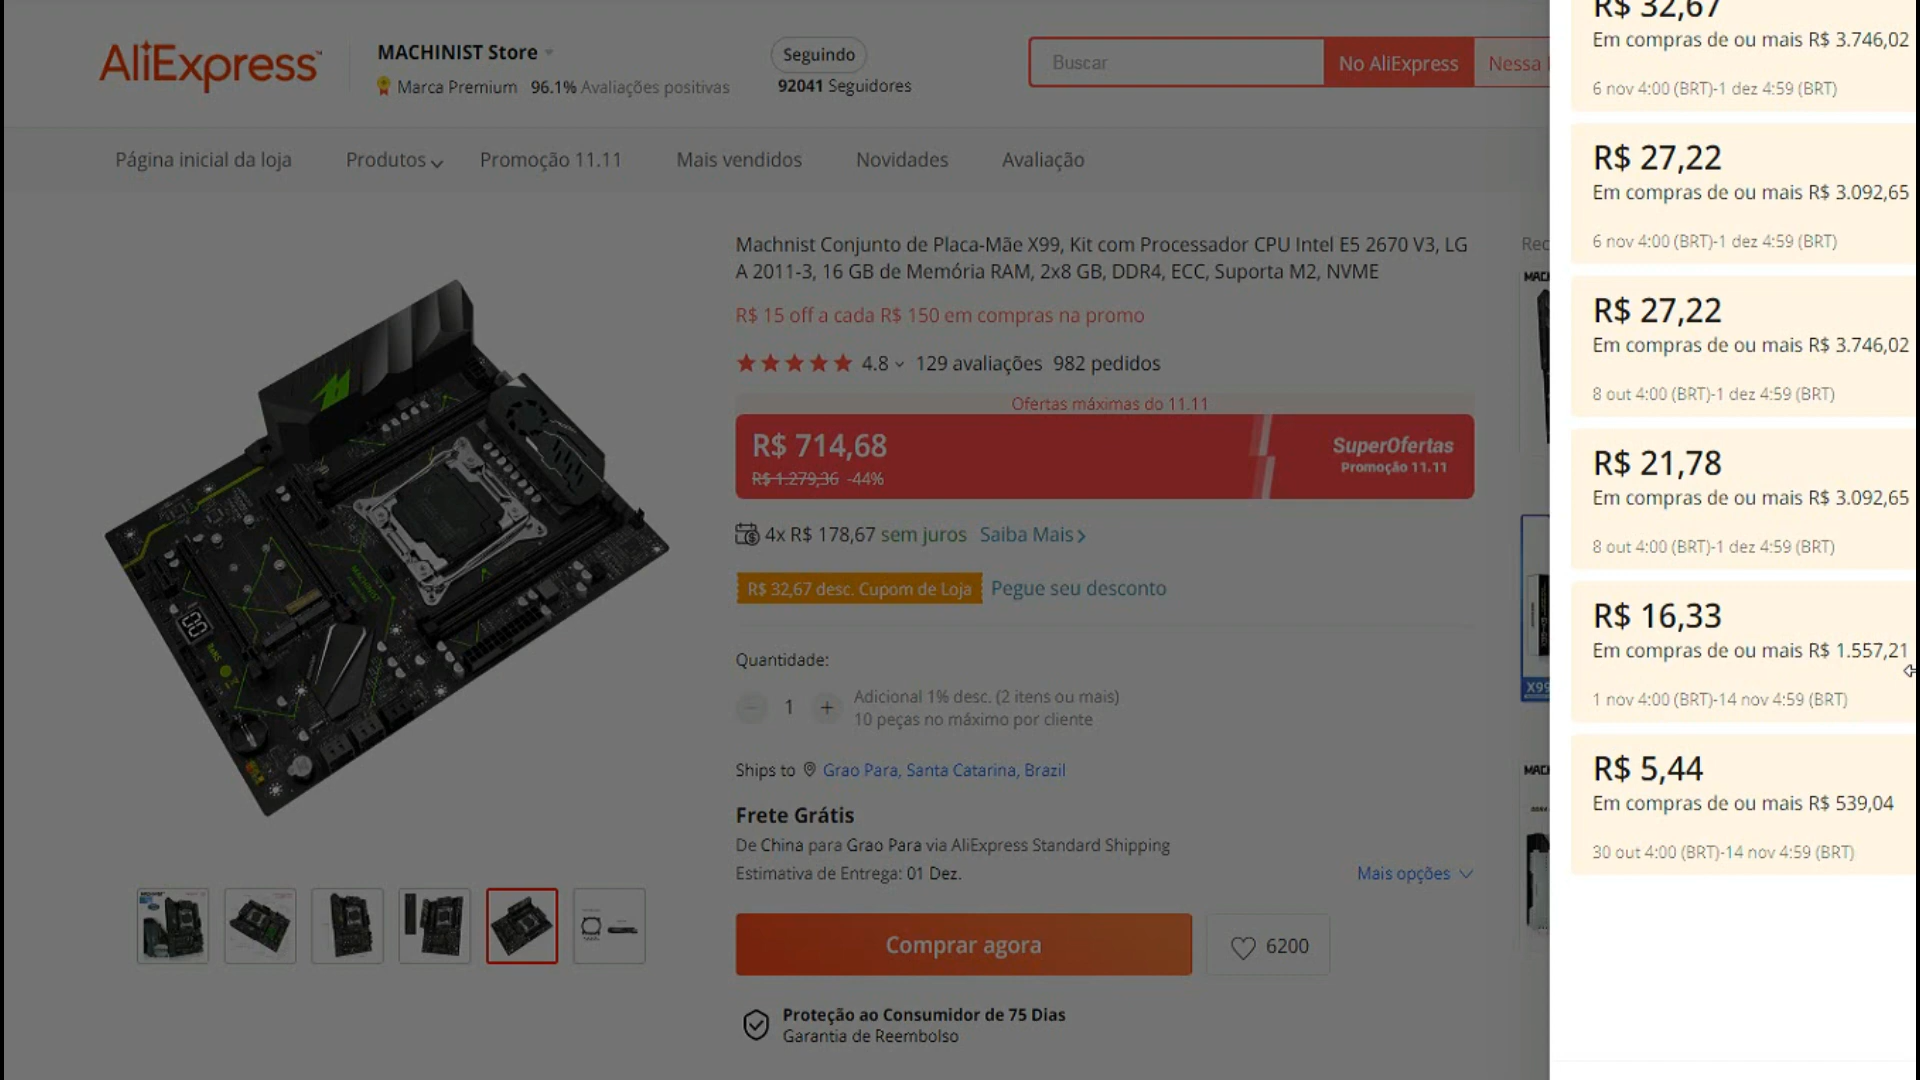 AliExpress
MACHINIST Store
Marca Premium 96.1% Avaliações positivas
Seguindo
92041 Seguidores
Buscar
No AliExpress
Nessa
Página inicial da loja
Produtos
Promoção 11.11
Mais vendidos
Novidades
Avaliação
Machnist Conjunto de Placa-Mãe X99, Kit com Processador CPU Intel E5 2670 V3, LG
A 2011-3, 16 GB de Memória RAM, 2x8 GB, DDR4, ECC, Suporta M2, NVME
R$ 15 off a cada R$ 150 em compras na promo
4.8 129 avaliações 982 pedidos
Ofertas máximas do 11.11
R$ 714,68
R$ 1.279,36 -44%
SuperOfertas
Promoção 11.11
4x R$ 178,67 sem juros Saiba Mais
R$ 32,67 desc. Cupom de Loja Pegue seu desconto
Quantidade:
1
Adicional 1% desc. (2 itens ou mais)
10 peças no máximo por cliente
Ships to Grao Para, Santa Catarina, Brazil
Frete Grátis
De China para Grao Para via AliExpress Standard Shipping
Estimativa de Entrega: 01 Dez.
Mais opções
Comprar agora
6200
Proteção ao Consumidor de 75 Dias
Garantia de Reembolso
Rec
X99
R$ 32,67
Em compras de ou mais R$ 3.746,02
6 nov 4:00 (BRT)-1 dez 4:59 (BRT)
R$ 27,22
Em compras de ou mais R$ 3.092,65
6 nov 4:00 (BRT)-1 dez 4:59 (BRT)
R$ 27,22
Em compras de ou mais R$ 3.746,02
8 out 4:00 (BRT)-1 dez 4:59 (BRT)
R$ 21,78
Em compras de ou mais R$ 3.092,65
8 out 4:00 (BRT)-1 dez 4:59 (BRT)
R$ 16,33
Em compras de ou mais R$ 1.557,21
1 nov 4:00 (BRT)-14 nov 4:59 (BRT)
R$ 5,44
Em compras de ou mais R$ 539,04
30 out 4:00 (BRT)-14 nov 4:59 (BRT)